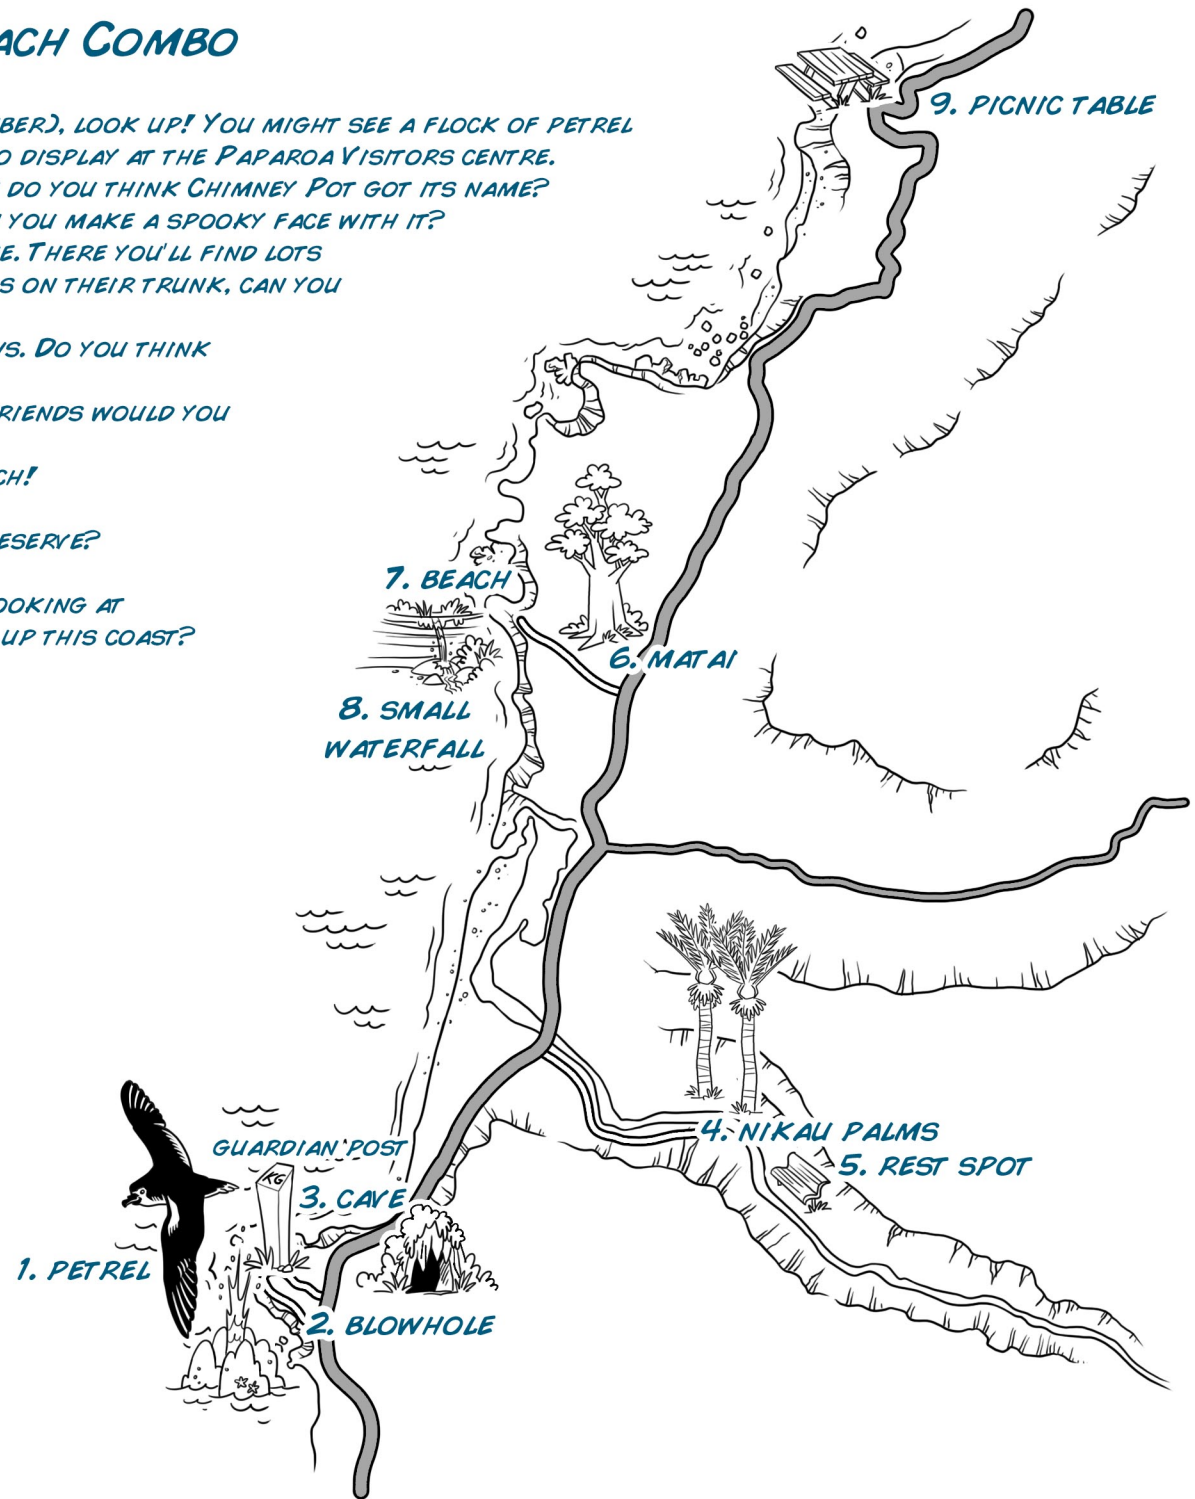 ACH COMBO
BER), LOOK UP! YOU MIGHT SEE A FLOCK OF PETREL
O DISPLAY AT THE PAPAROA VISITORS CENTRE.
DO YOU THINK CHIMNEY POT GOT ITS NAME?
YOU MAKE A SPOOKY FACE WITH IT?
E. THERE YOU'LL FIND LOTS
S ON THEIR TRUNK, CAN YOU
S. DO YOU THINK
RIENDS WOULD YOU
CH!
ESERVE?
OOKING AT
UP THIS COAST?
9. PICNIC TABLE
7. BEACH
6. MATAI
8. SMALL
WATERFALL
4. NIKAU PALMS
5. REST SPOT
GUARDIAN POST
KG
3. CAVE
1. PETREL
2. BLOWHOLE